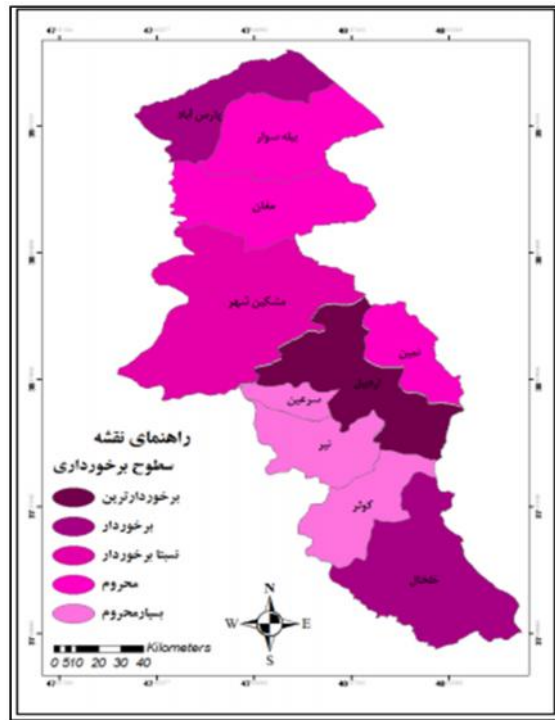 پارس آباد
بیله سوار
مغان
مشکین شهر
نمین
سرعین
نیر
کوثر
خلخال
راهنمای نقشه
سطوح برخورداری
برخوردارترین
برخوردار
نسبتا برخوردار
محروم
بسیارمحروم
N
W
E
S
Kilometers
0 510 20 30 40